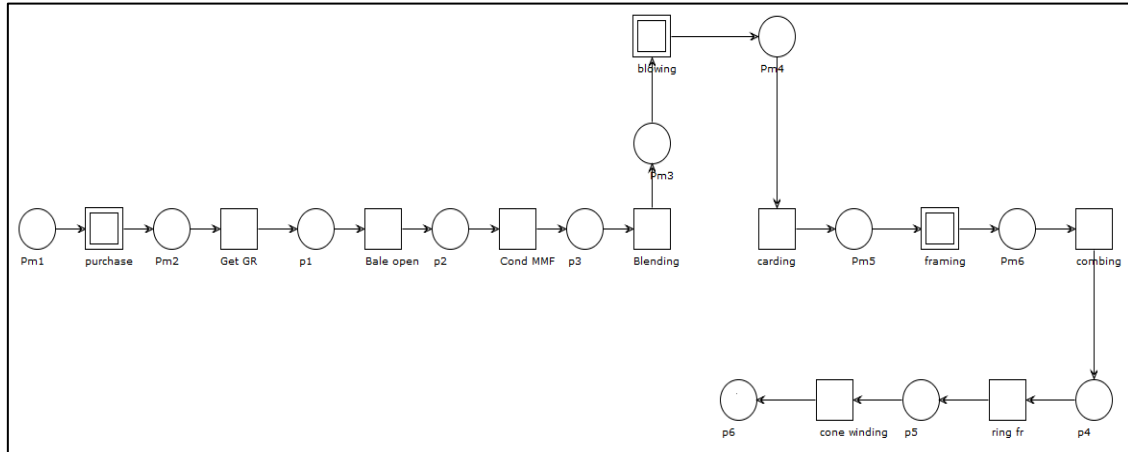 blowing
Pm4
Pm3
Pm1
purchase
Pm2
Get GR
p1
Bale open
p2
Cond MMF
p3
Blending
carding
Pm5
framing
Pm6
combing
p6
cone winding
p5
ring fr
p4